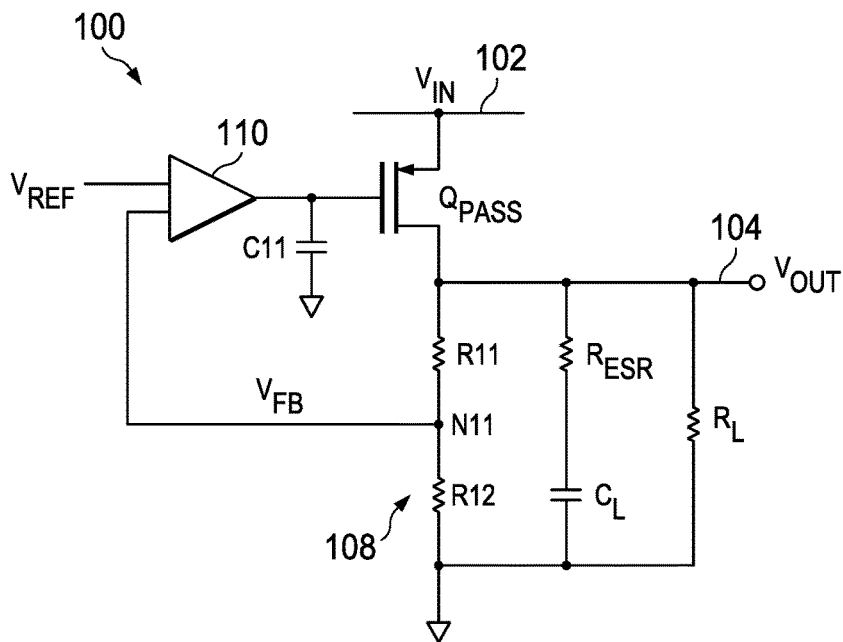 100
V_IN
102
110
V_REF
Q_PASS
C11
104
V_OUT
R11
R_ESR
V_FB
N11
R_L
R12
C_L
108